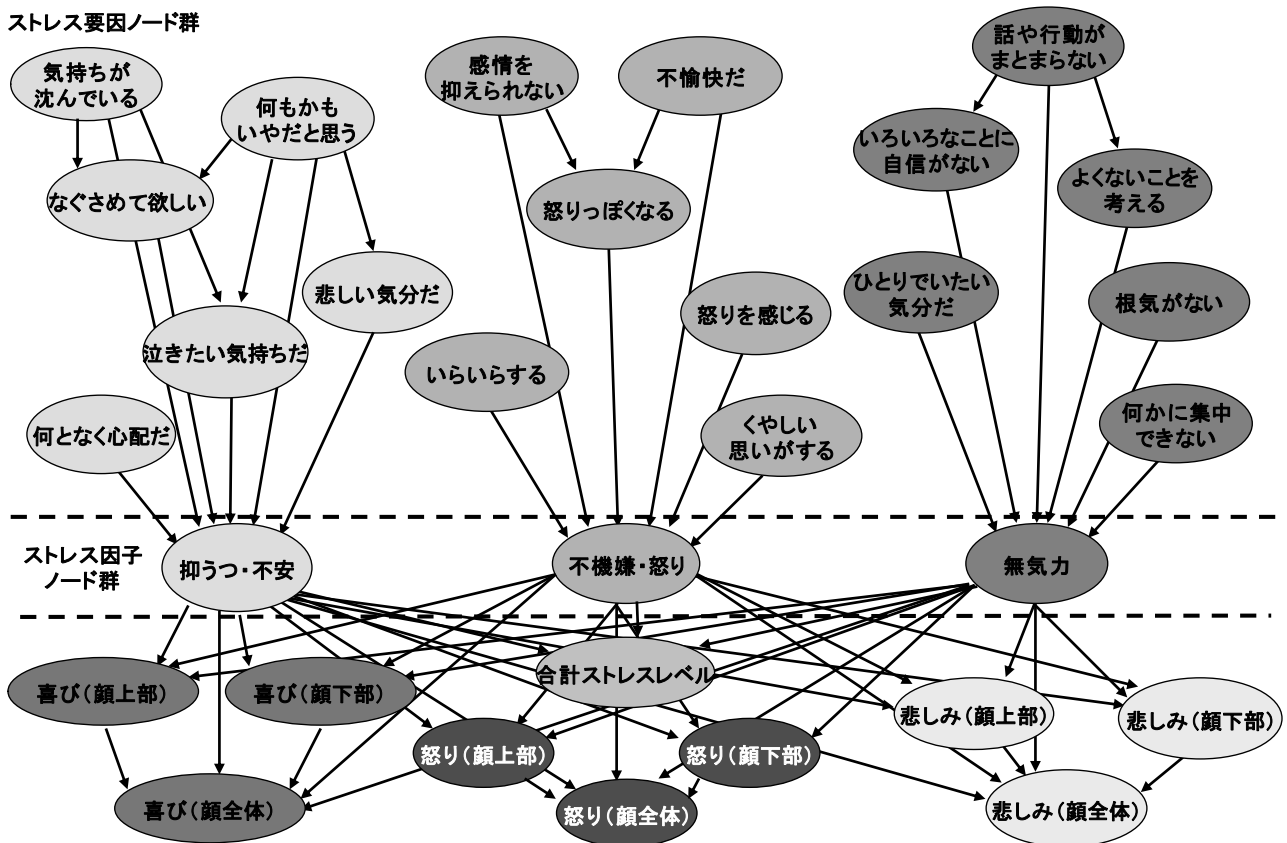 ストレス要因ノード群
気持ちが
沈んでいる
何もかも
いやだと思う
なぐさめて欲しい
悲しい気分だ
泣きたい気持ちだ
何となく心配だ
感情を
抑えられない
不愉快だ
怒りっぽくなる
怒りを感じる
いらいらする
くやしい
思いがする
話や行動が
まとまらない
いろいろなことに
自信がない
よくないことを
考える
ひとりでいたい
気分だ
根気がない
何かに集中
できない
ストレス因子
ノード群
抑うつ・不安
不機嫌・怒り
無気力
合計ストレスレベル
喜び(顔上部)
喜び(顔下部)
喜び(顔全体)
怒り(顔上部)
怒り(顔下部)
怒り(顔全体)
悲しみ(顔上部)
悲しみ(顔下部)
悲しみ(顔全体)